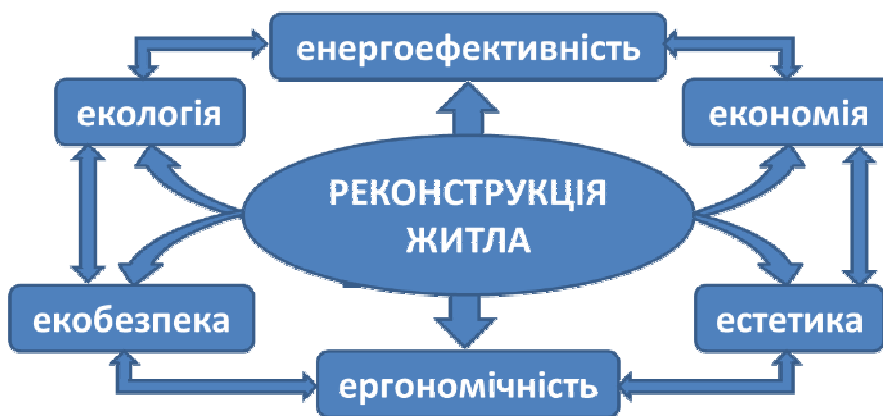 енергоефективність
екологія
економія
РЕКОНСТРУКЦІЯ
ЖИТЛА
екобезпека
естетика
ергономічність